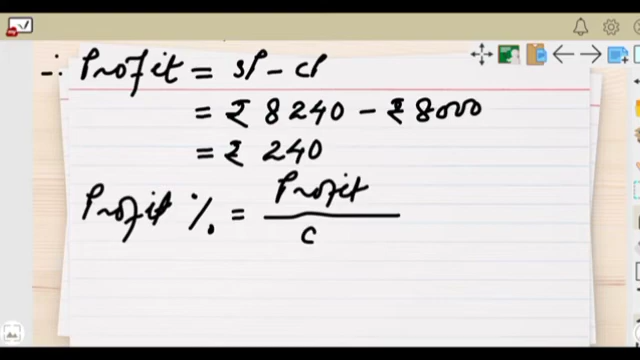 ∴ Profit = SP - CP
= ₹ 8240 - ₹ 8000
= ₹ 240
Profit % = Profit
C